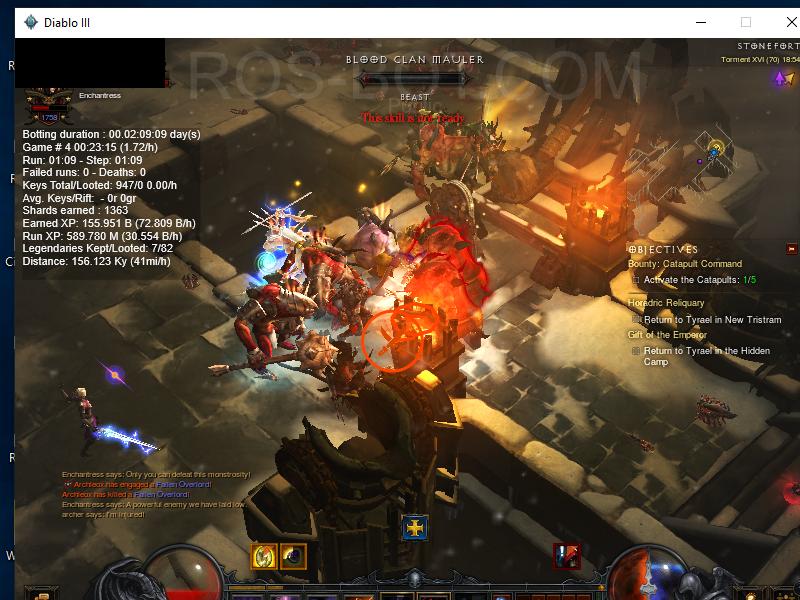 Diablo III
ROS-BOT.COM
BLOOD CLAN MAULER
BEAST
This skill is not ready
STONEFORT
Torment XVI (70) 18:54
Enchantress
1758
Botting duration : 00.02:09:09 day(s)
Game # 4 00:23:15 (1.72/h)
Run: 01:09 - Step: 01:09
Failed runs: 0 - Deaths: 0
Keys Total/Looted: 947/0 0.00/h
Avg. Keys/Rift: - 0r 0gr
Shards earned : 1363
Earned XP: 155.951 B (72.809 B/h)
Run XP: 589.780 M (30.554 B/h)
Legendaries Kept/Looted: 7/82
Distance: 156.123 Ky (41mi/h)
OBJECTIVES
Bounty: Catapult Command
Activate the Catapults: 1/5
Horadric Reliquary
Return to Tyrael in New Tristram
Gift of the Emperor
Return to Tyrael in the Hidden
Camp
Enchantress says: Only you can defeat this monstrosity!
Archleox has engaged a Fallen Overlord!
Archleox has killed a Fallen Overlord!
Enchantress says: A powerful enemy we have laid low.
archer says: I'm injured!